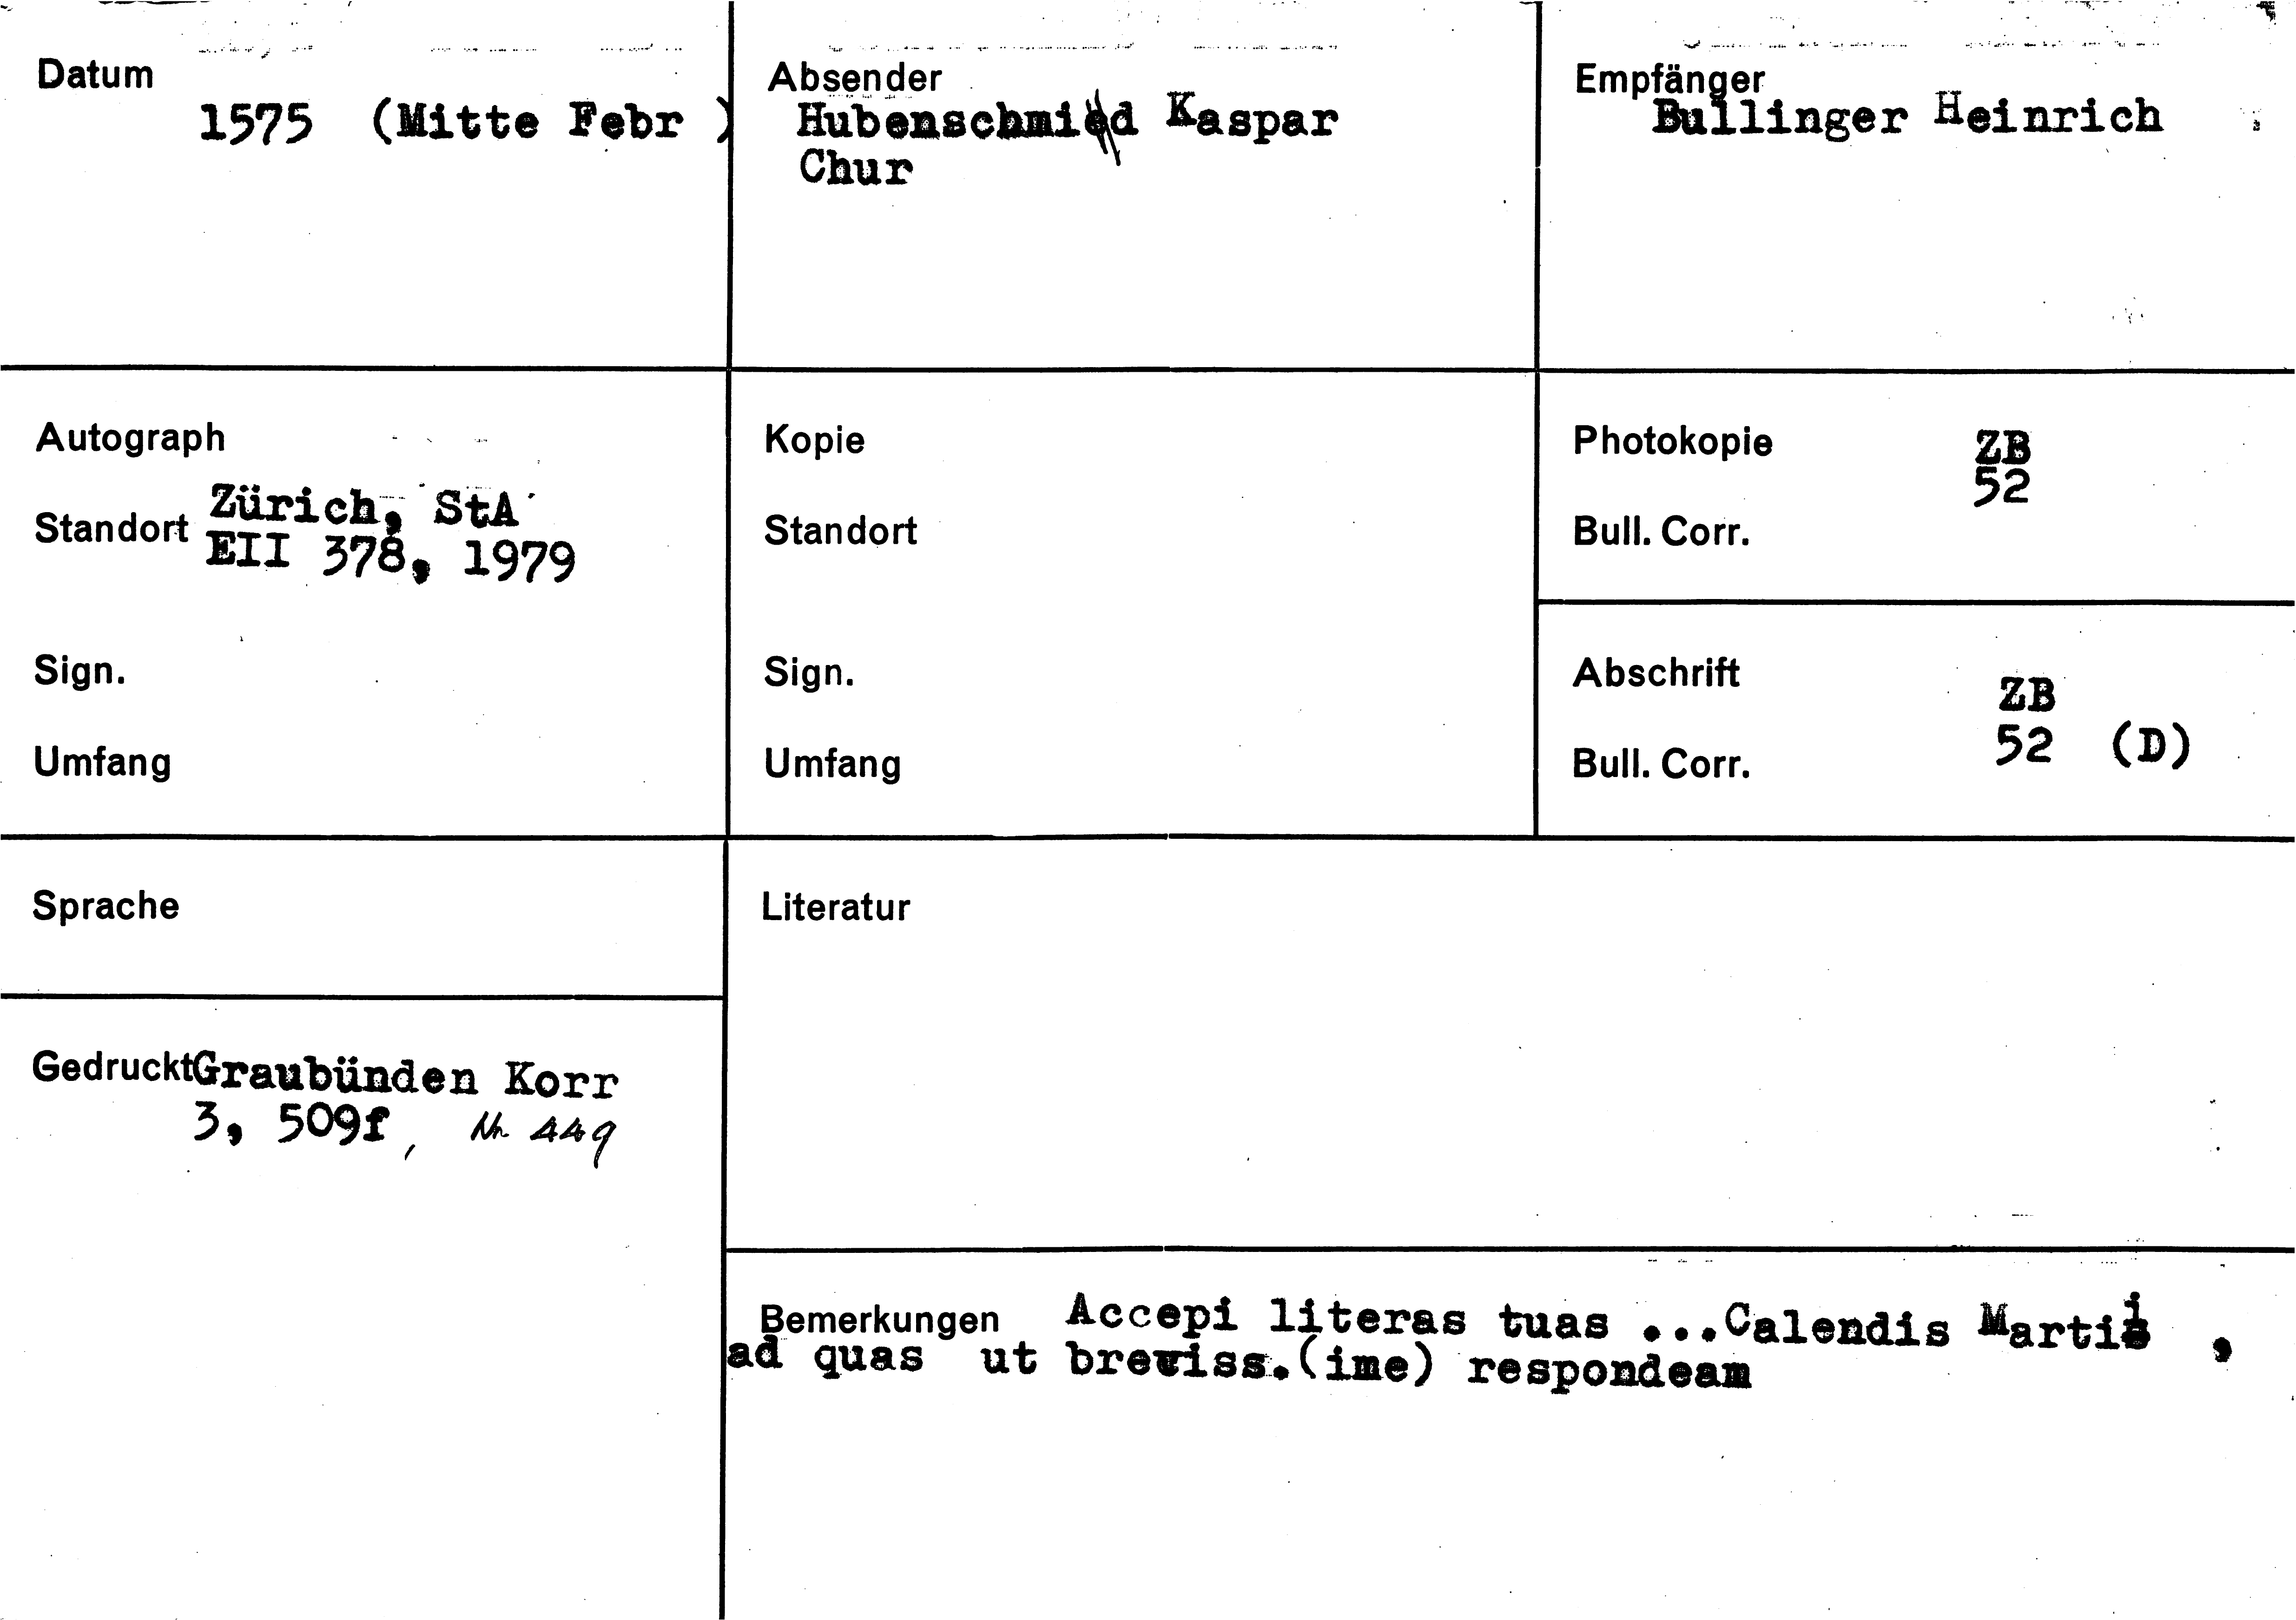 Datum
1575 (Mitte Febr )
Absender
Hubenschmid Kaspar
Chur
Empfänger
Bullinger Heinrich
Autograph
Standort Zürich, StA
EII 378, 1979
Sign.
Umfang
Kopie
Standort
Sign.
Umfang
Photokopie ZB
52
Bull. Corr.
Abschrift ZB
52 (D)
Bull. Corr.
Sprache
Literatur
Gedruckt Graubünden Korr
3, 509f, Nr 449
Bemerkungen Accepi literas tuas ...Calendis Martii ,
ad quas ut breviss.(ime) respondeam